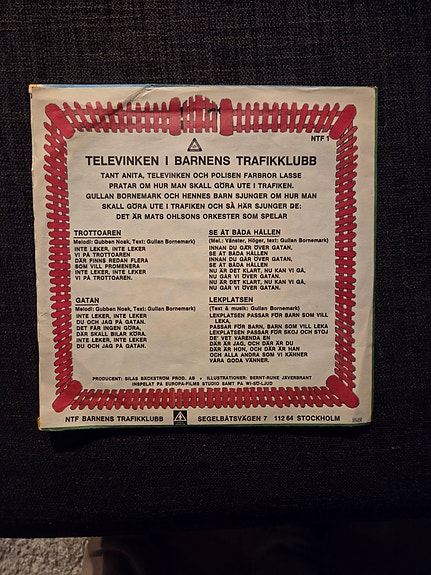 NTF 1
TELEVINKEN I BARNENS TRAFIKKLUBB
TANT ANITA, TELEVINKEN OCH POLISEN FARBROR LASSE
PRATAR OM HUR MAN SKALL GÖRA UTE I TRAFIKEN.
GULLAN BORNEMARK OCH HENNES BARN SJUNGER OM HUR MAN
SKALL GÖRA UTE I TRAFIKEN OCH SÅ HÄR SJUNGER DE:
DET ÄR MATS OHLSONS ORKESTER SOM SPELAR
TROTTOAREN
Melodi: Gubben Noak, Text: Gullan Bornemark)
INTE LEKER, INTE LEKER
VI PÅ TROTTOAREN
DÄR FINNS REDAN FLERA
SOM VILL PROMENERA.
INTE LEKER, INTE LEKER
VI PÅ TROTTOAREN.
GATAN
(Melodi: Gubben Noak, Text: Gullan Bornemark)
INTE LEKER, INTE LEKER
DU OCH JAG PÅ GATAN.
DET FÅR INGEN GÖRA,
DÄR SKALL BILAR KÖRA.
INTE LEKER, INTE LEKER
DU OCH JAG PÅ GATAN.
SE ÅT BÅDA HÅLLEN
(Mel.: Vänster, Höger, text: Gullan Bornemark)
INNAN DU GÅR ÖVER GATAN,
SE ÅT BÅDA HÅLLEN
INNAN DU GÅR ÖVER GATAN,
SE ÅT BÅDA HÅLLEN.
NU ÄR DET KLART, NU KAN VI GÅ,
NU GÅR VI ÖVER GATAN.
NU ÄR DET KLART, NU KAN VI GÅ,
NU GÅR VI ÖVER GATAN.
LEKPLATSEN
(Text & musik: Gullan Bornemark)
LEKPLATSEN PASSAR FÖR BARN SOM VILL
LEKA,
PASSAR FÖR BARN, BARN SOM VILL LEKA
LEKPLATSEN PASSAR FÖR SKOJ OCH STOJ
DE' VET VARENDA EN
DÄR ÄR JAG, OCH DÄR ÄR DU
DÄR ÄR HON, OCH DÄR ÄR HAN
OCH ALLA ANDRA SOM VI KÄNNER
VÅRA GODA VÄNNER.
PRODUCENT: SILAS BÄCKSTRÖM PROD. AB • ILLUSTRATIONER: BERNT-RUNE JÄVERBRANT
INSPELAT PÅ EUROPA-FILMS STUDIO SAMT PÅ WI-SÖ-LJUD
NTF BARNENS TRAFIKKLUBB SEGELBÅTSVÄGEN 7 112 64 STOCKHOLM